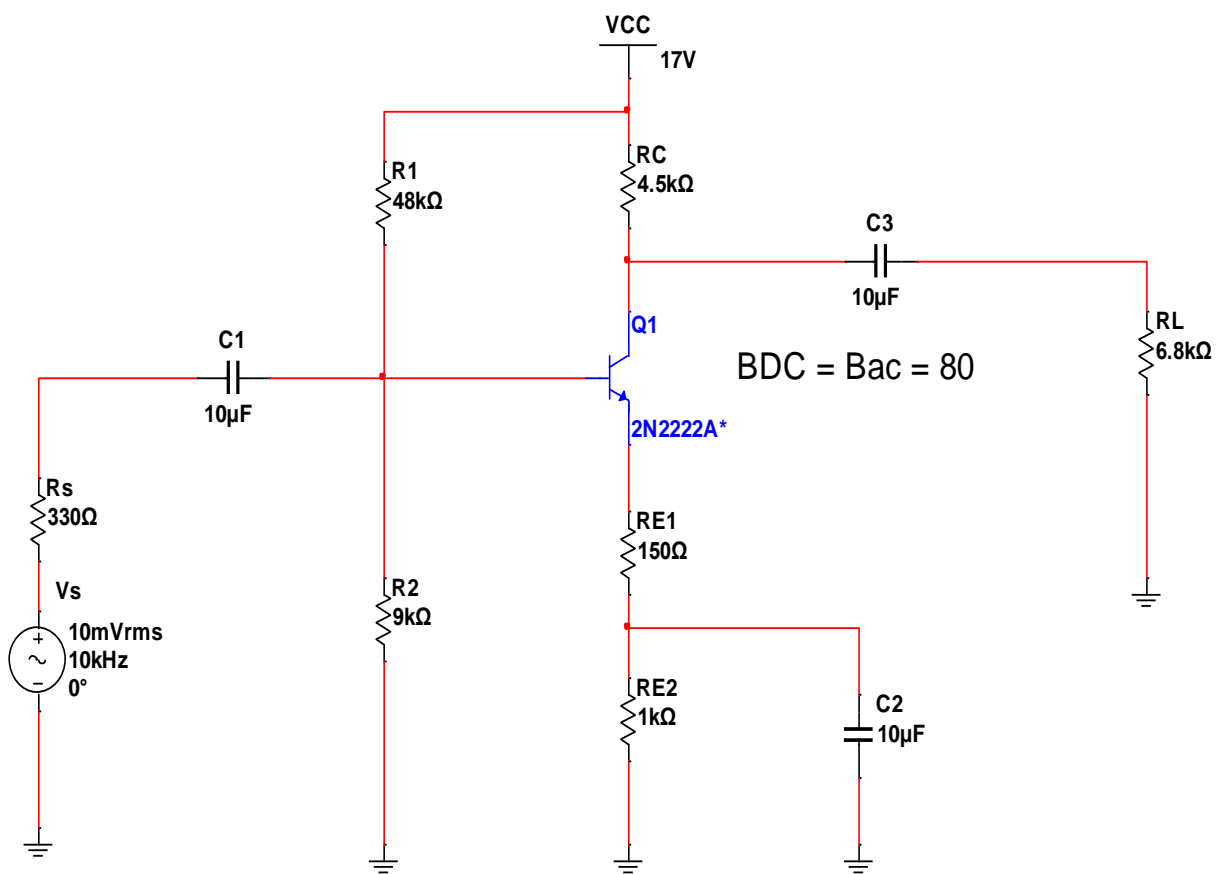 VCC
17V
R1
48kΩ
RC
4.5kΩ
C3
10µF
Q1
RL
6.8kΩ
C1
10µF
BDC = Bac = 80
2N2222A*
Rs
330Ω
RE1
150Ω
Vs
10mVrms
10kHz
0°
R2
9kΩ
RE2
1kΩ
C2
10µF